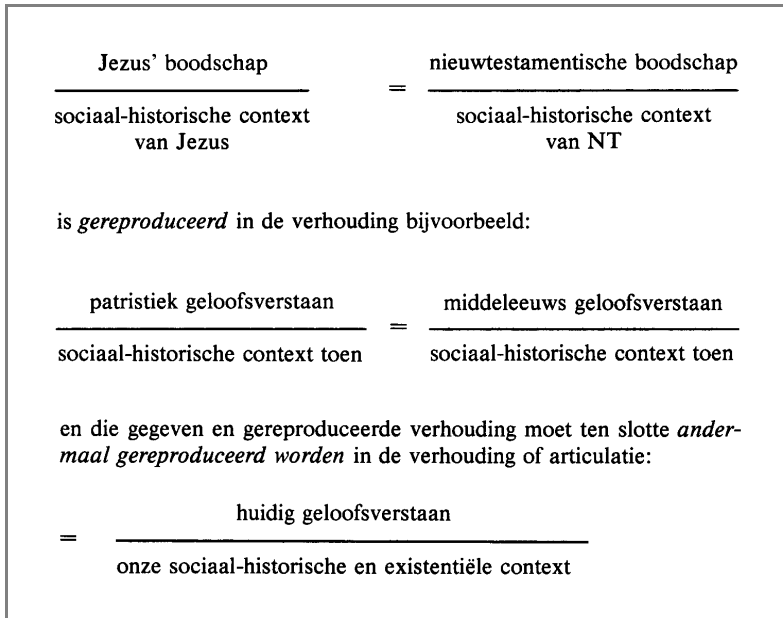 Jezus’ boodschap
sociaal-historische context
van Jezus
=
nieuwtestamentische boodschap
sociaal-historische context
van NT
is gereproduceerd in de verhouding bijvoorbeeld:
patristiek geloofsverstaan
sociaal-historische context toen
=
middeleeuws geloofsverstaan
sociaal-historische context toen
en die gegeven en gereproduceerde verhouding moet ten slotte ander-
maal gereproduceerd worden in de verhouding of articulatie:
=
huidig geloofsverstaan
onze sociaal-historische en existentiële context